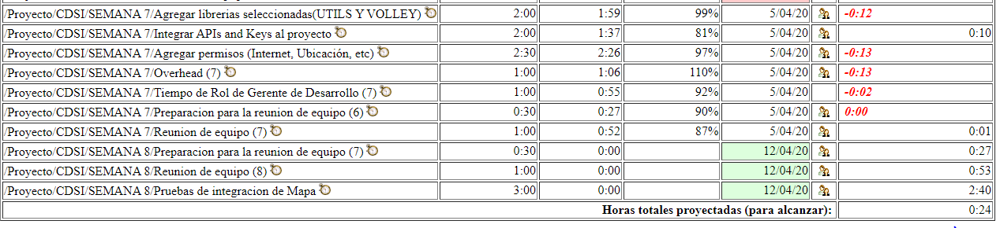 /Proyecto/CDSI/SEMANA 7/Agregar librerias seleccionadas(UTILS Y VOLLEY) 2:00 1:59 99% 5/04/20 -0:12
/Proyecto/CDSI/SEMANA 7/Integrar APIs and Keys al proyecto 2:00 1:37 81% 5/04/20 0:10
/Proyecto/CDSI/SEMANA 7/Agregar permisos (Internet, Ubicación, etc) 2:30 2:26 97% 5/04/20 -0:13
/Proyecto/CDSI/SEMANA 7/Overhead (7) 1:00 1:06 110% 5/04/20 -0:13
/Proyecto/CDSI/SEMANA 7/Tiempo de Rol de Gerente de Desarrollo (7) 1:00 0:55 92% 5/04/20 -0:02
/Proyecto/CDSI/SEMANA 7/Preparacion para la reunion de equipo (6) 0:30 0:27 90% 5/04/20 0:00
/Proyecto/CDSI/SEMANA 7/Reunion de equipo (7) 1:00 0:52 87% 5/04/20 0:01
/Proyecto/CDSI/SEMANA 8/Preparacion para la reunion de equipo (7) 0:30 0:00 12/04/20 0:27
/Proyecto/CDSI/SEMANA 8/Reunion de equipo (8) 1:00 0:00 12/04/20 0:53
/Proyecto/CDSI/SEMANA 8/Pruebas de integracion de Mapa 3:00 0:00 12/04/20 2:40
Horas totales proyectadas (para alcanzar): 0:24